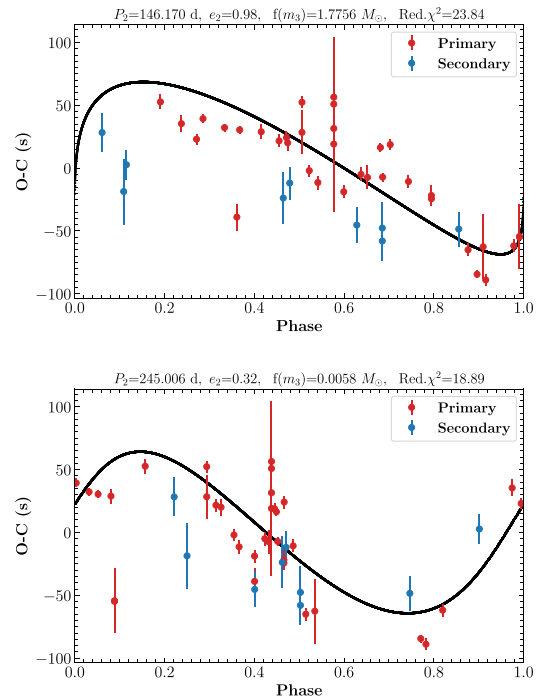 P₂=146.170 d, e₂=0.98, f(m₃)=1.7756 M☉, Red.χ²=23.84
100
50
0
−50
−100
O-C (s)
Primary
Secondary
0.0 0.2 0.4 0.6 0.8 1.0
Phase
P₂=245.006 d, e₂=0.32, f(m₃)=0.0058 M☉, Red.χ²=18.89
100
50
0
−50
−100
O-C (s)
Primary
Secondary
0.0 0.2 0.4 0.6 0.8 1.0
Phase